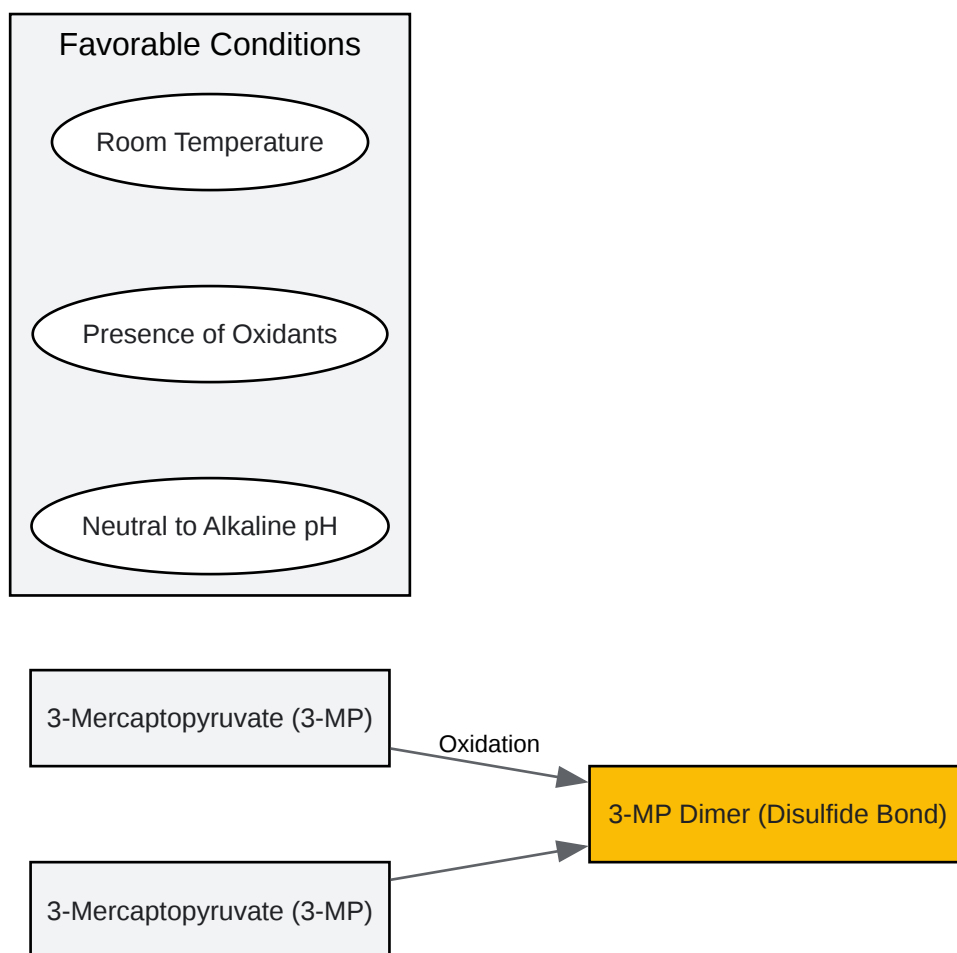 Favorable Conditions
Room Temperature
Presence of Oxidants
Neutral to Alkaline pH
3-Mercaptopyruvate (3-MP)
Oxidation
3-MP Dimer (Disulfide Bond)
3-Mercaptopyruvate (3-MP)